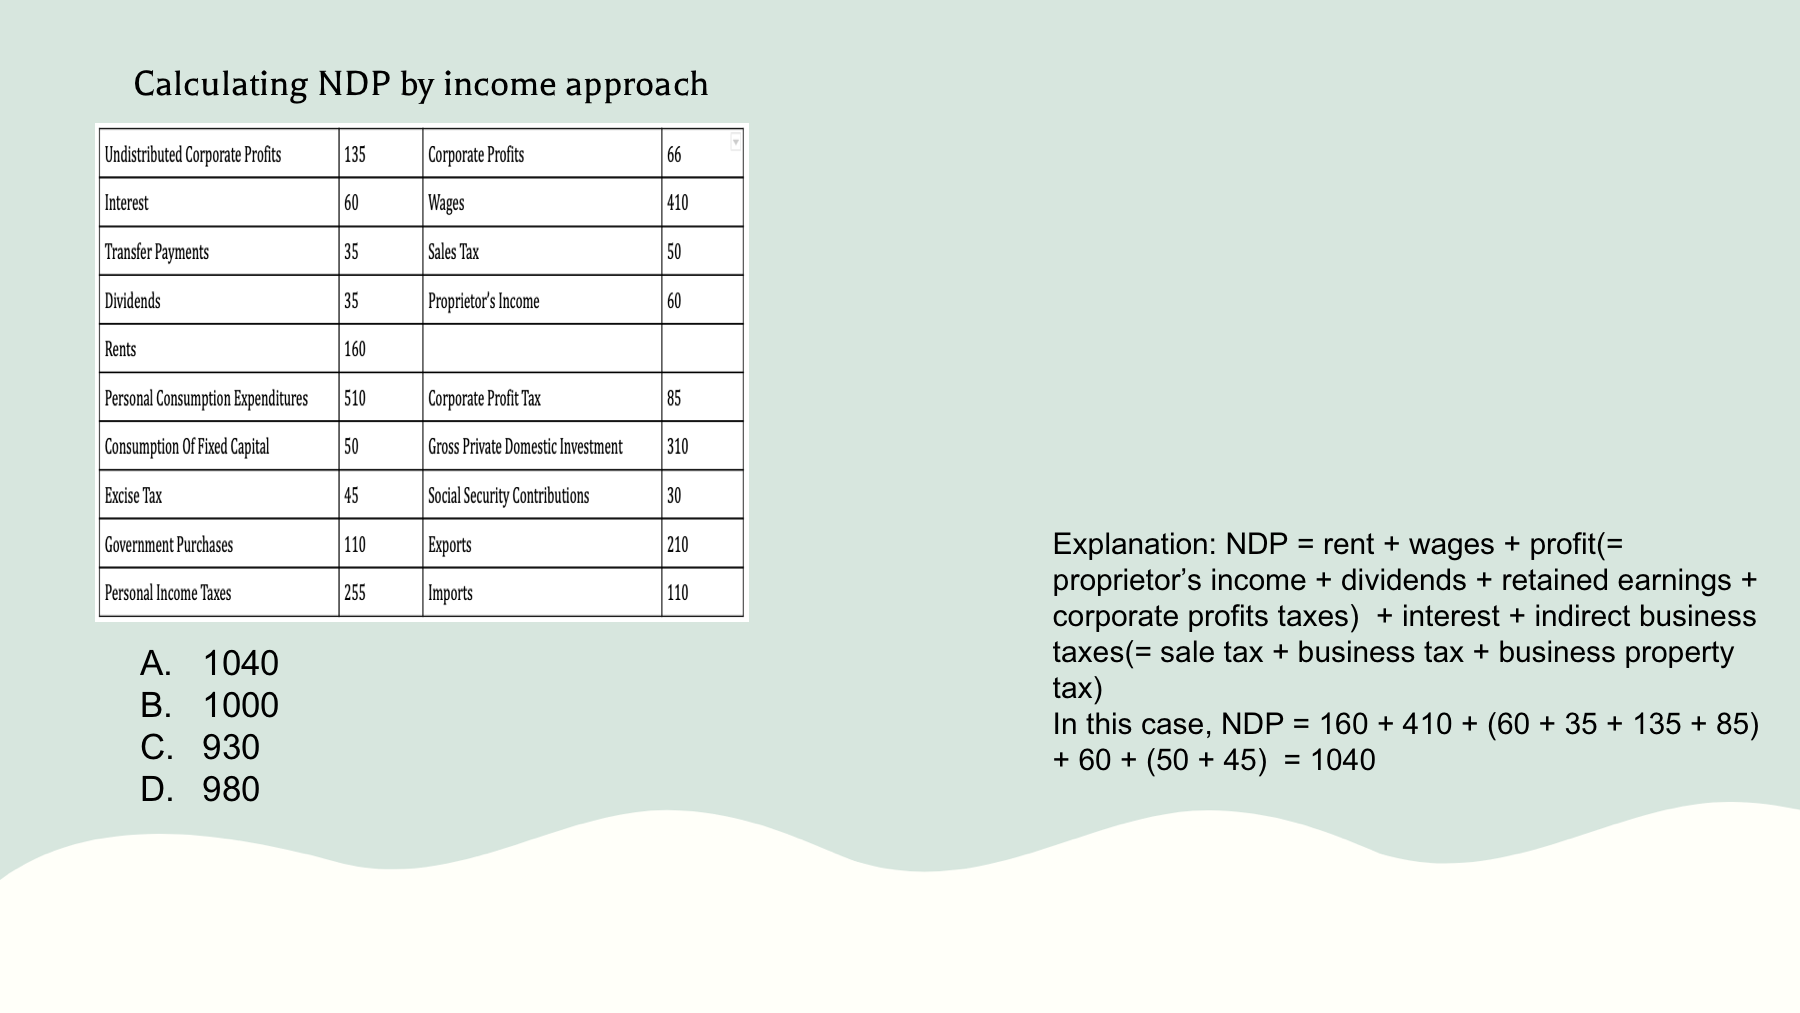 Calculating NDP by income approach
Undistributed Corporate Profits 135 Corporate Profits 66
Interest 60 Wages 410
Transfer Payments 35 Sales Tax 50
Dividends 35 Proprietor's Income 60
Rents 160
Personal Consumption Expenditures 510 Corporate Profit Tax 85
Consumption Of Fixed Capital 50 Gross Private Domestic Investment 310
Excise Tax 45 Social Security Contributions 30
Government Purchases 110 Exports 210
Personal Income Taxes 255 Imports 110
A. 1040
B. 1000
C. 930
D. 980
Explanation: NDP = rent + wages + profit(=
proprietor’s income + dividends + retained earnings +
corporate profits taxes)  + interest + indirect business
taxes(= sale tax + business tax + business property
tax)
In this case, NDP = 160 + 410 + (60 + 35 + 135 + 85)
+ 60 + (50 + 45)  = 1040